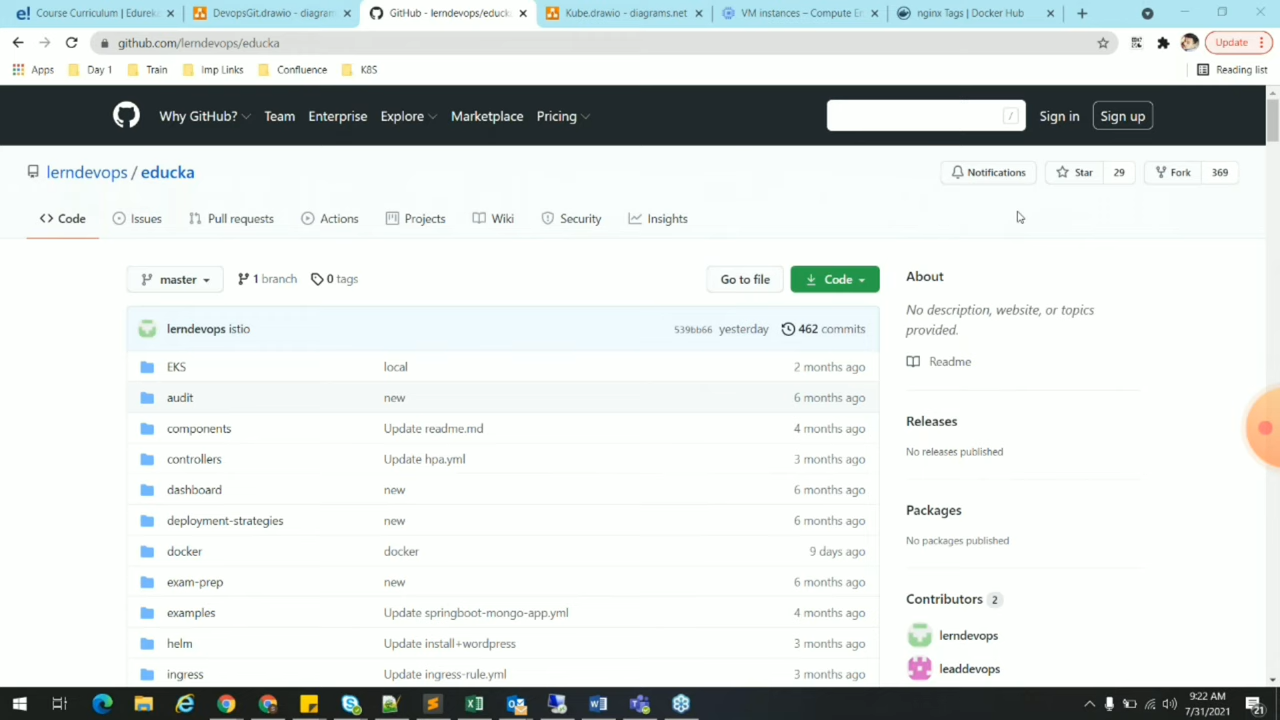 e! Course Curriculum | Edurek
DevopsGit.drawio - diagram
GitHub - lerndevops/educk
Kube.drawio - diagrams.net
VM instances – Compute E
nginx Tags | Docker Hub
github.com/lerndevops/educka
Update
Apps
Day 1
Train
Imp Links
Confluence
K8S
Reading list
Why GitHub?
Team
Enterprise
Explore
Marketplace
Pricing
/
Sign in
Sign up
lerndevops / educka
Notifications
Star 29
Fork 369
<> Code
Issues
Pull requests
Actions
Projects
Wiki
Security
Insights
master
1 branch
0 tags
Go to file
Code
About
No description, website, or topics
provided.
Readme
lerndevops istio 539bb66 yesterday 462 commits
EKS local 2 months ago
audit new 6 months ago
components Update readme.md 4 months ago
controllers Update hpa.yml 3 months ago
dashboard new 6 months ago
deployment-strategies new 6 months ago
docker docker 9 days ago
exam-prep new 6 months ago
examples Update springboot-mongo-app.yml 4 months ago
helm Update install+wordpress 3 months ago
ingress Update ingress-rule.yml 3 months ago
Releases
No releases published
Packages
No packages published
Contributors 2
lerndevops
leaddevops
9:22 AM
7/31/2021
21